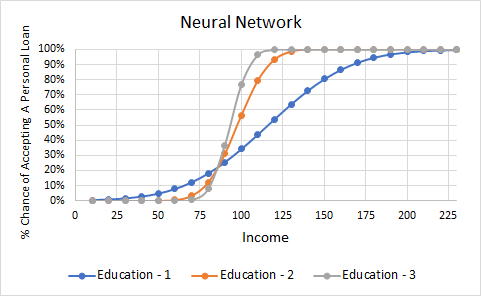 Neural Network
% Chance of Accepting A Personal Loan
100%
90%
80%
70%
60%
50%
40%
30%
20%
10%
0%
0 25 50 75 100 125 150 175 200 225
Income
Education - 1 Education - 2 Education - 3